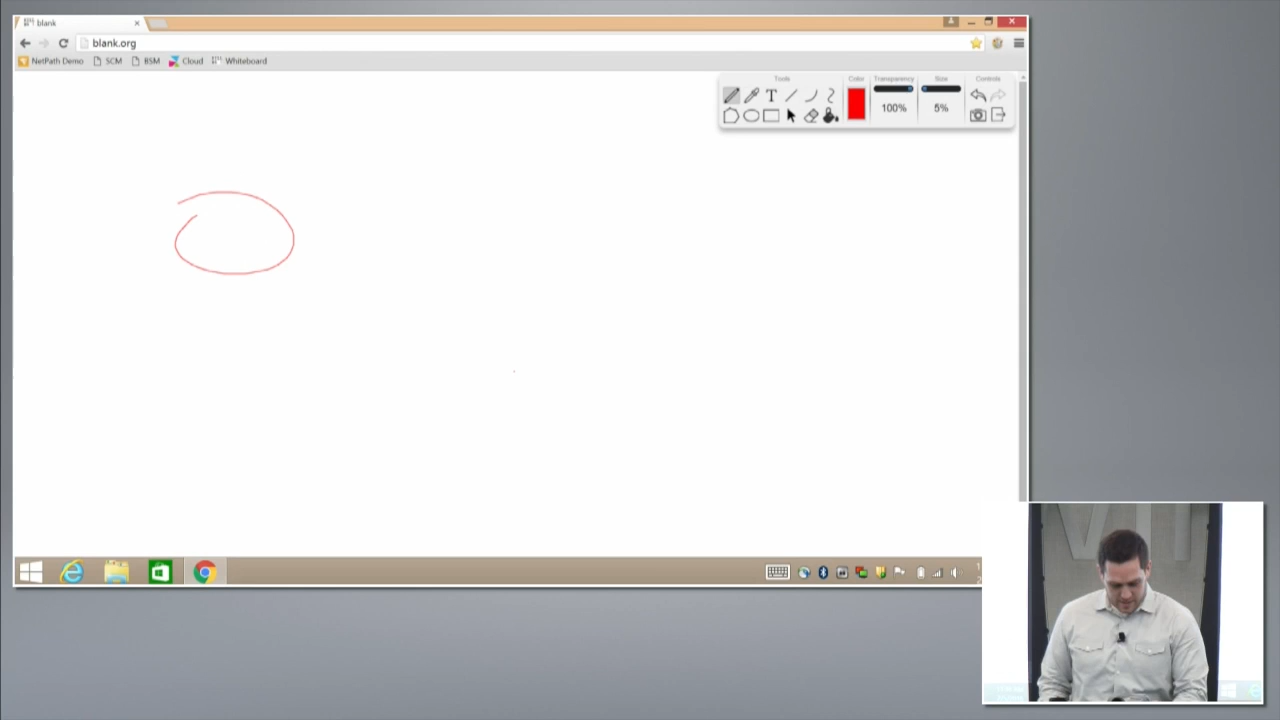 blank
blank.org
NetPath Demo SCM BSM Cloud Whiteboard
Tools Color Transparency Size Controls
T
100% 5%